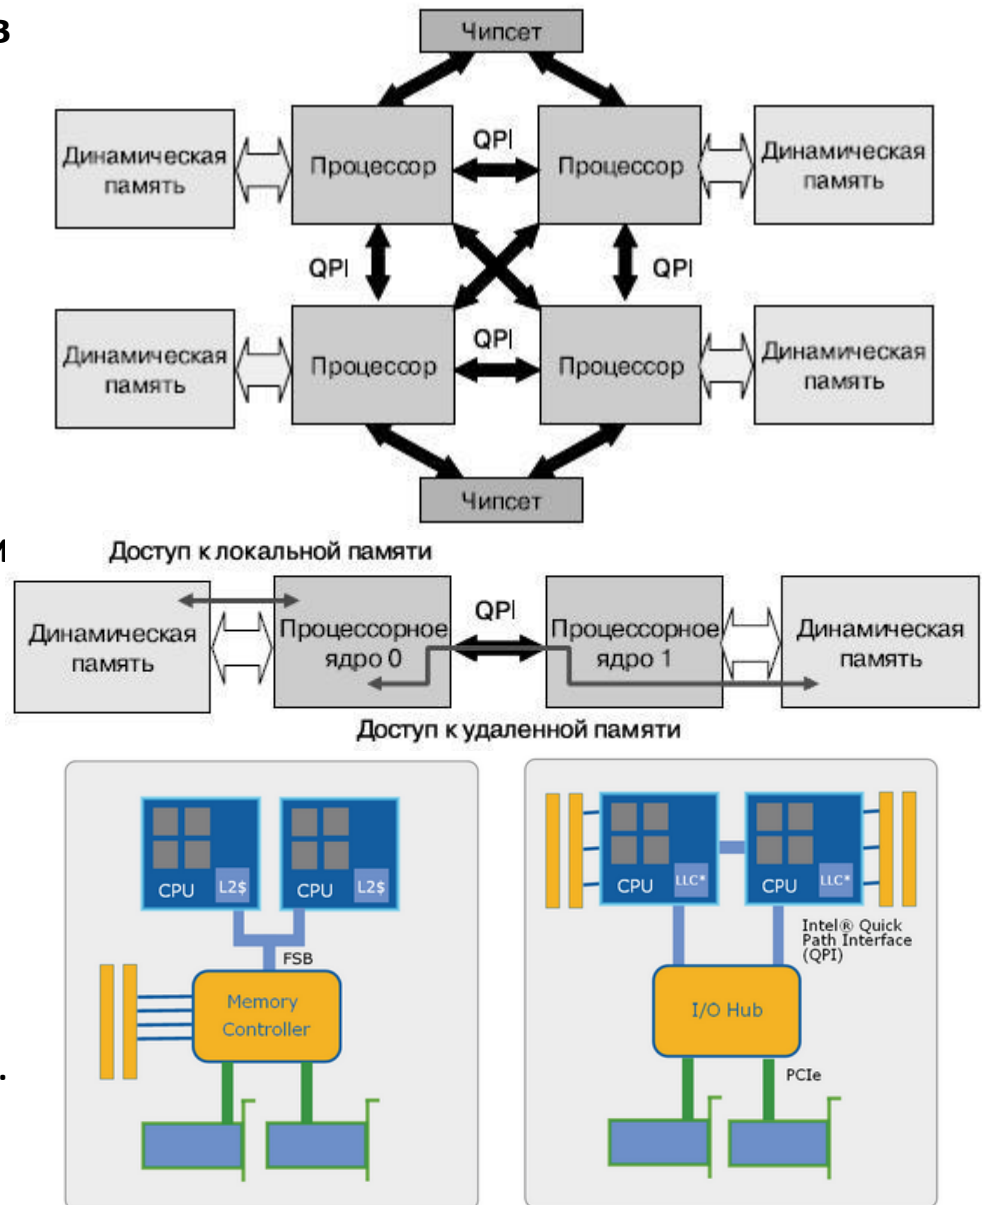 в
Чипсет
Динамическая
память
Процессор
QPI
Процессор
Динамическая
память
QPI
QPI
Динамическая
память
Процессор
QPI
Процессор
Динамическая
память
Чипсет
Доступ к локальной памяти
Динамическая
память
Процессорное
ядро 0
QPI
Процессорное
ядро 1
Динамическая
память
Доступ к удаленной памяти
CPU
L2$
CPU
L2$
FSB
Memory
Controller
CPU
LLC*
CPU
LLC*
Intel® Quick
Path Interface
(QPI)
I/O Hub
PCIe
.